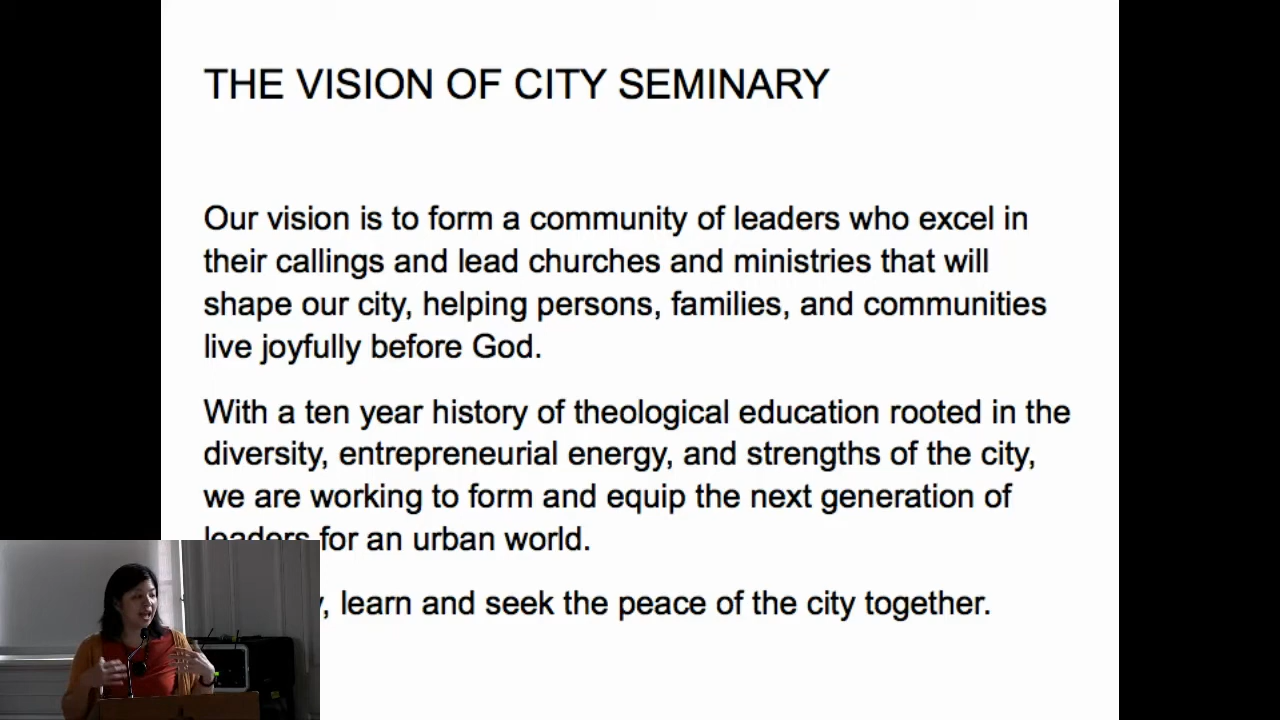 THE VISION OF CITY SEMINARY
Our vision is to form a community of leaders who excel in
their callings and lead churches and ministries that will
shape our city, helping persons, families, and communities
live joyfully before God.
With a ten year history of theological education rooted in the
diversity, entrepreneurial energy, and strengths of the city,
we are working to form and equip the next generation of
leaders for an urban world.
learn and seek the peace of the city together.